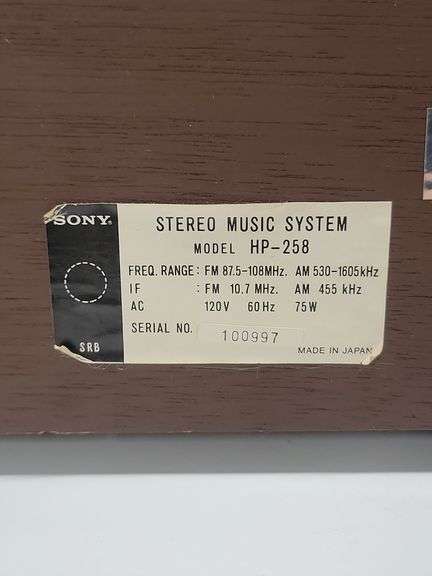 SONY®
STEREO MUSIC SYSTEM
MODEL HP-258
FREQ. RANGE: FM 87.5-108MHz. AM 530-1605kHz
IF : FM 10.7 MHz. AM 455 kHz
AC 120V 60Hz 75W
SERIAL NO. 100997
SRB
MADE IN JAPAN